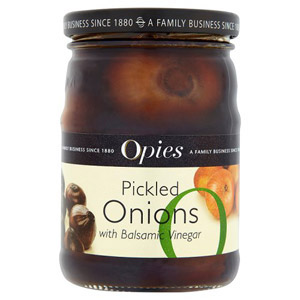 BUSINESS SINCE 1880 A FAMILY BUSINESS SINCE
FAMILY BUSINESS SINCE 1880
Opies
A FAMILY BUSINESS SINCE 1880
Pickled
Onions
with Balsamic Vinegar
O